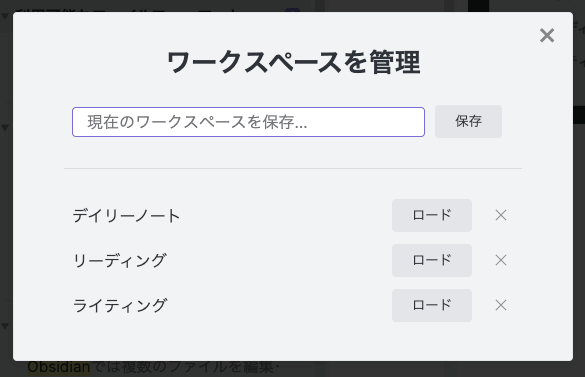 ワークスペースを管理
現在のワークスペースを保存...
保存
デイリーノート
ロード
リーディング
ロード
ライティング
ロード
Obsidianでは複数のファイルを編集・